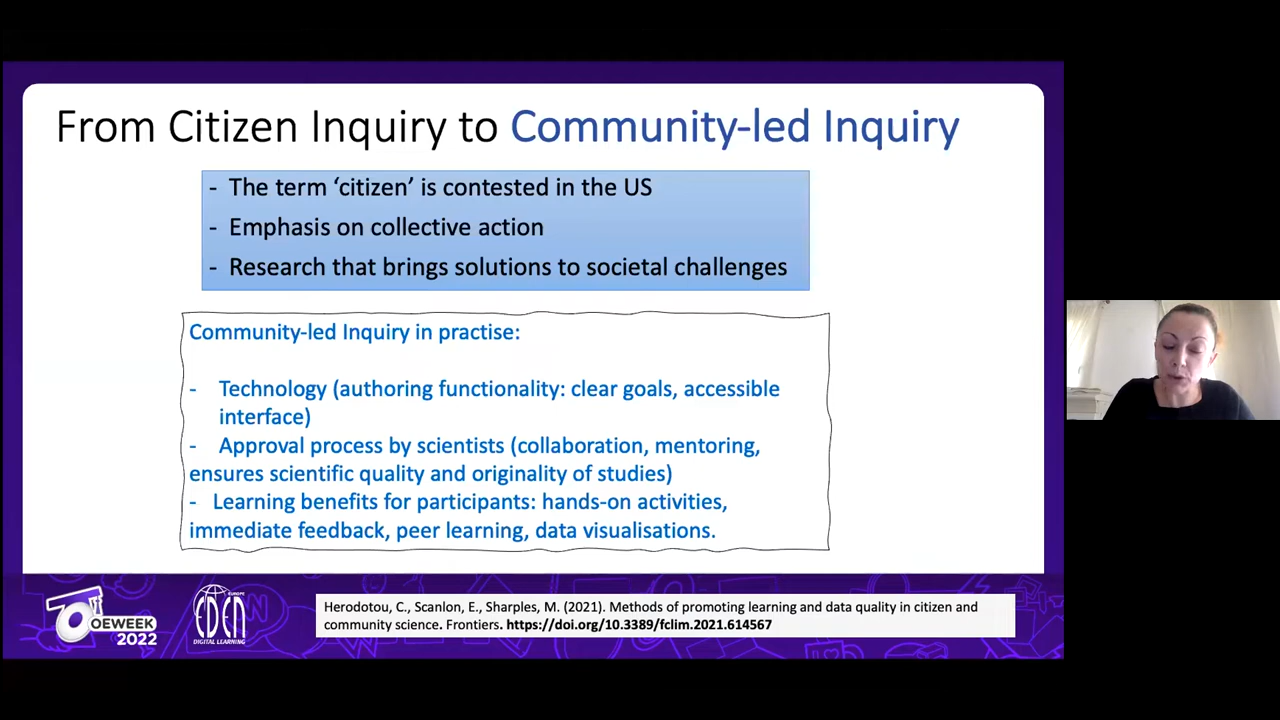 From Citizen Inquiry to Community-led Inquiry
- The term ‘citizen’ is contested in the US
- Emphasis on collective action
- Research that brings solutions to societal challenges
Community-led Inquiry in practise:
- Technology (authoring functionality: clear goals, accessible
interface)
- Approval process by scientists (collaboration, mentoring,
ensures scientific quality and originality of studies)
- Learning benefits for participants: hands-on activities,
immediate feedback, peer learning, data visualisations.
OEWEEK
2022
EUROPE
EDEN
DIGITAL LEARNING
Herodotou, C., Scanlon, E., Sharples, M. (2021). Methods of promoting learning and data quality in citizen and
community science. Frontiers. https://doi.org/10.3389/fclim.2021.614567